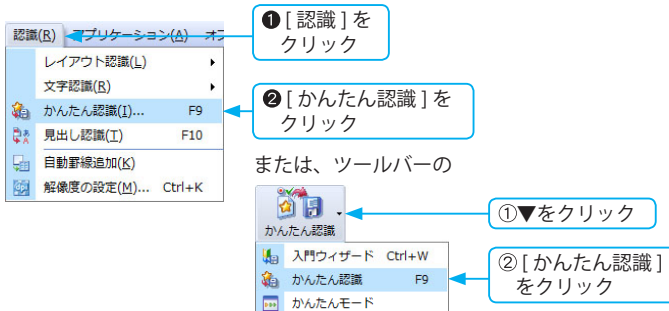 認識(R) アプリケーション(A) オプ
❶[ 認識 ] を
クリック
レイアウト認識(L)
文字認識(R)
かんたん認識(I)... F9
❷[ かんたん認識 ] を
クリック
見出し認識(T) F10
自動罫線追加(K)
解像度の設定(M)... Ctrl+K
または、ツールバーの
かんたん認識
①▼をクリック
入門ウィザード Ctrl+W
かんたん認識 F9
②[ かんたん認識 ]
をクリック
かんたんモード